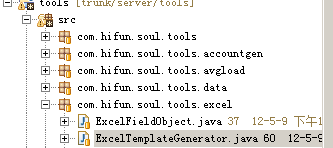 tools [trunk/server/tools]
src
com.hifun.soul.tools
com.hifun.soul.tools.accountgen
com.hifun.soul.tools.avgload
com.hifun.soul.tools.data
com.hifun.soul.tools.excel
ExcelFieldObject.java 37 12-5-9 下午1
ExcelTemplateGenerator.java 60 12-5-9